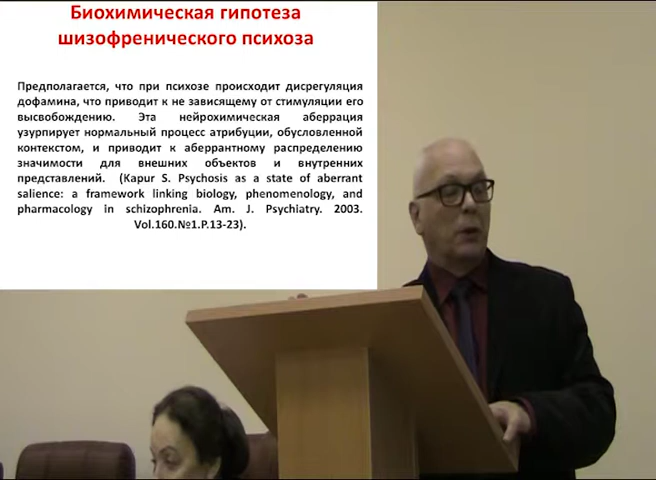 Биохимическая гипотеза
шизофренического психоза
Предполагается, что при психозе происходит дисрегуляция
дофамина, что приводит к не зависящему от стимуляции его
высвобождению. Эта нейрохимическая аберрация
узурпирует нормальный процесс атрибуции, обусловленной
контекстом, и приводит к аберрантному распределению
значимости для внешних объектов и внутренних
представлений. (Kapur S. Psychosis as a state of aberrant
salience: a framework linking biology, phenomenology, and
pharmacology in schizophrenia. Am. J. Psychiatry. 2003.
Vol.160.№1.P.13-23).